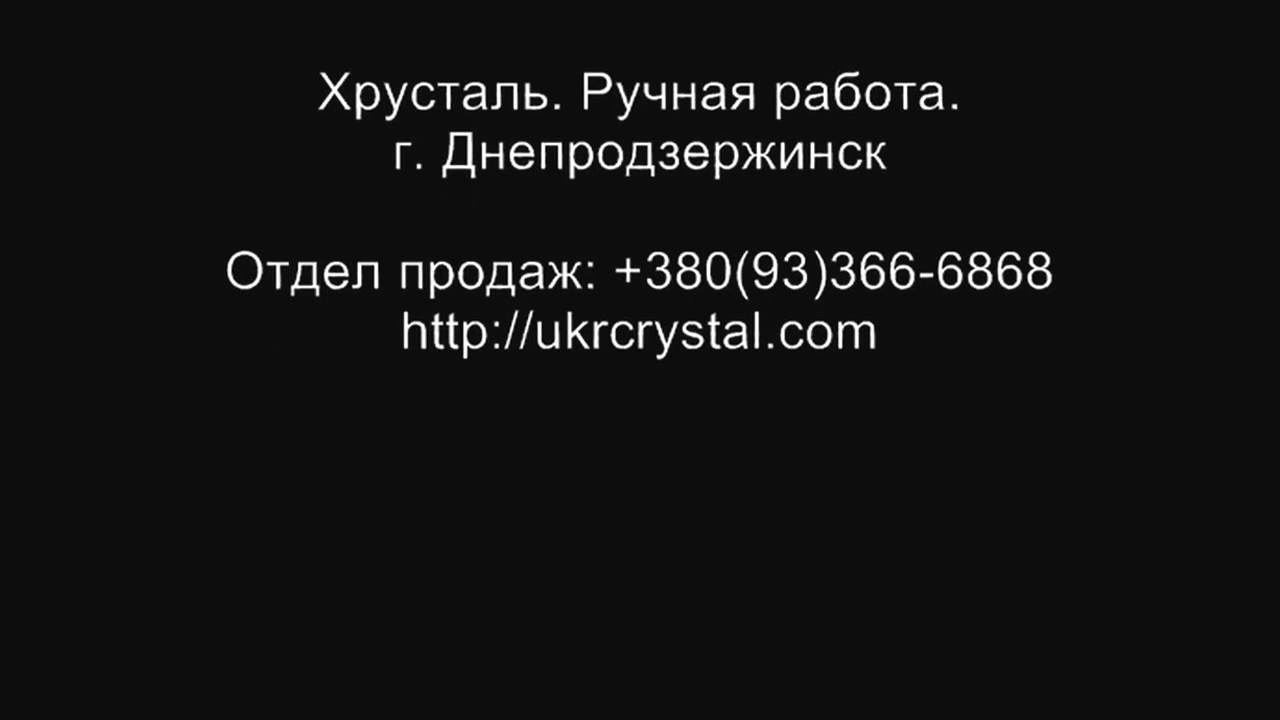 Хрусталь. Ручная работа.
г. Днепродзержинск
Отдел продаж: +380(93)366-6868
http://ukrcrystal.com